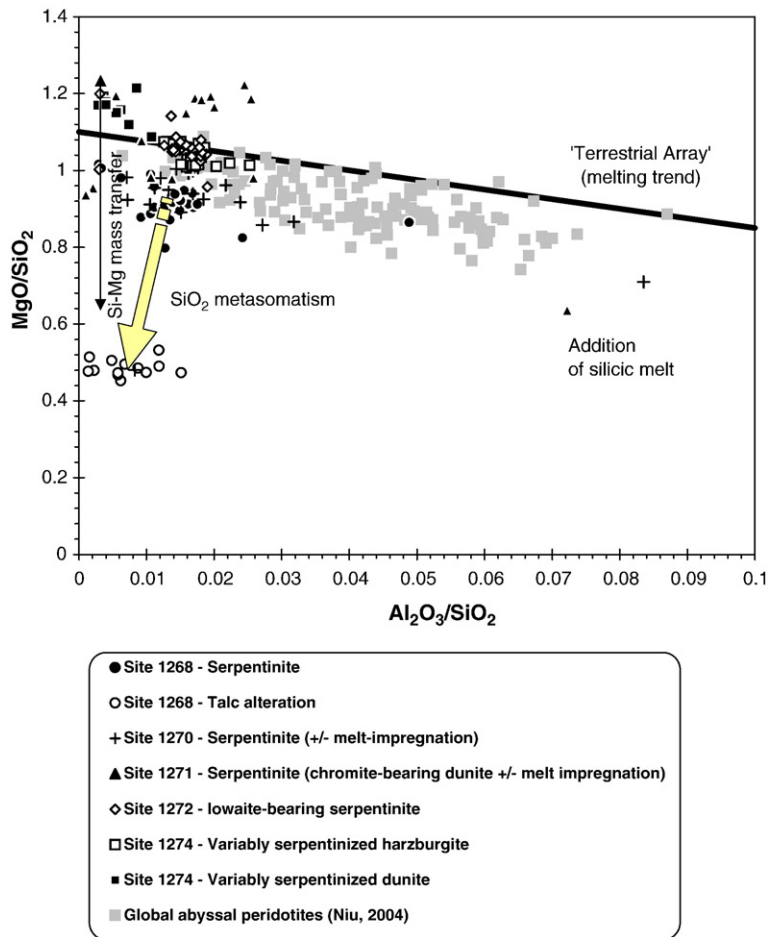 1.4
1.2
1
0.8
0.6
0.4
0.2
0
MgO/SiO₂
Si-Mg mass transfer
'Terrestrial Array'
(melting trend)
SiO₂ metasomatism
Addition
of silicic melt
0 0.01 0.02 0.03 0.04 0.05 0.06 0.07 0.08 0.09 0.1
Al₂O₃/SiO₂
Site 1268 - Serpentinite
Site 1268 - Talc alteration
Site 1270 - Serpentinite (+/- melt-impregnation)
Site 1271 - Serpentinite (chromite-bearing dunite +/- melt impregnation)
Site 1272 - Iowaite-bearing serpentinite
Site 1274 - Variably serpentinized harzburgite
Site 1274 - Variably serpentinized dunite
Global abyssal peridotites (Niu, 2004)